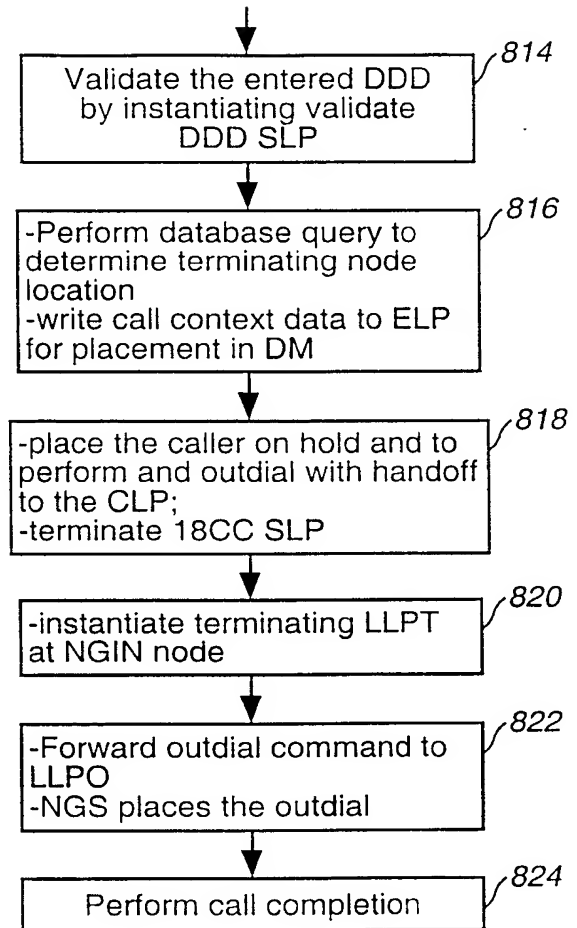 814
Validate the entered DDD
by instantiating validate
DDD SLP
816
-Perform database query to
determine terminating node
location
-write call context data to ELP
for placement in DM
818
-place the caller on hold and to
perform and outdial with handoff
to the CLP;
-terminate 18CC SLP
820
-instantiate terminating LLPT
at NGIN node
822
-Forward outdial command to
LLPO
-NGS places the outdial
824
Perform call completion